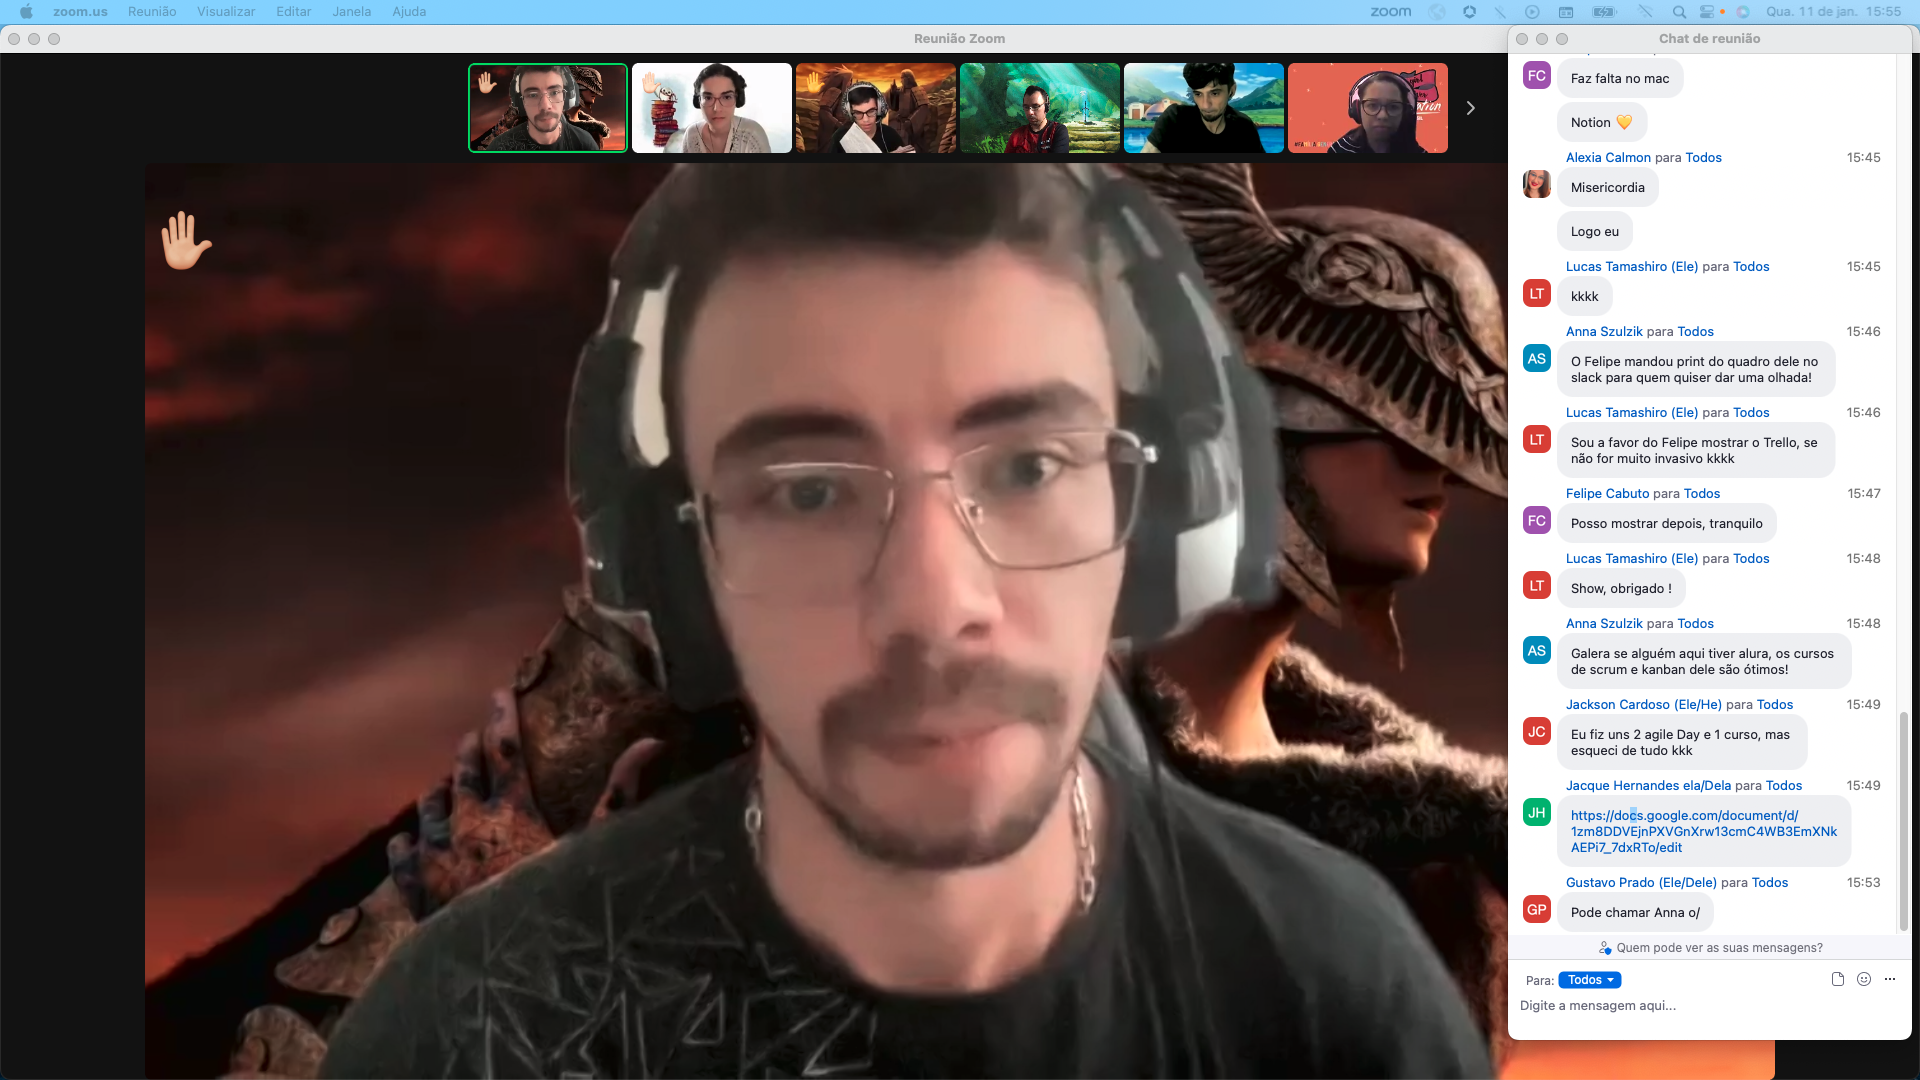 zoom.us Reunião Visualizar Editar Janela Ajuda
zoom Qua. 11 de jan. 15:55
Reunião Zoom
Chat de reunião
FC
Faz falta no mac
Notion 💛
Alexia Calmon para Todos 15:45
Misericordia
Logo eu
Lucas Tamashiro (Ele) para Todos 15:45
LT
kkkk
Anna Szulzik para Todos 15:46
AS
O Felipe mandou print do quadro dele no
slack para quem quiser dar uma olhada!
Lucas Tamashiro (Ele) para Todos 15:46
LT
Sou a favor do Felipe mostrar o Trello, se
não for muito invasivo kkkk
Felipe Cabuto para Todos 15:47
FC
Posso mostrar depois, tranquilo
Lucas Tamashiro (Ele) para Todos 15:48
LT
Show, obrigado !
Anna Szulzik para Todos 15:48
AS
Galera se alguém aqui tiver alura, os cursos
de scrum e kanban dele são ótimos!
Jackson Cardoso (Ele/He) para Todos 15:49
JC
Eu fiz uns 2 agile Day e 1 curso, mas
esqueci de tudo kkk
Jacque Hernandes ela/Dela para Todos 15:49
JH
https://docs.google.com/document/d/
1zm8DDVEjnPXVGnXrw13cmC4WB3EmXNk
AEPi7_7dxRTo/edit
Gustavo Prado (Ele/Dele) para Todos 15:53
GP
Pode chamar Anna o/
Quem pode ver as suas mensagens?
Para: Todos
Digite a mensagem aqui...